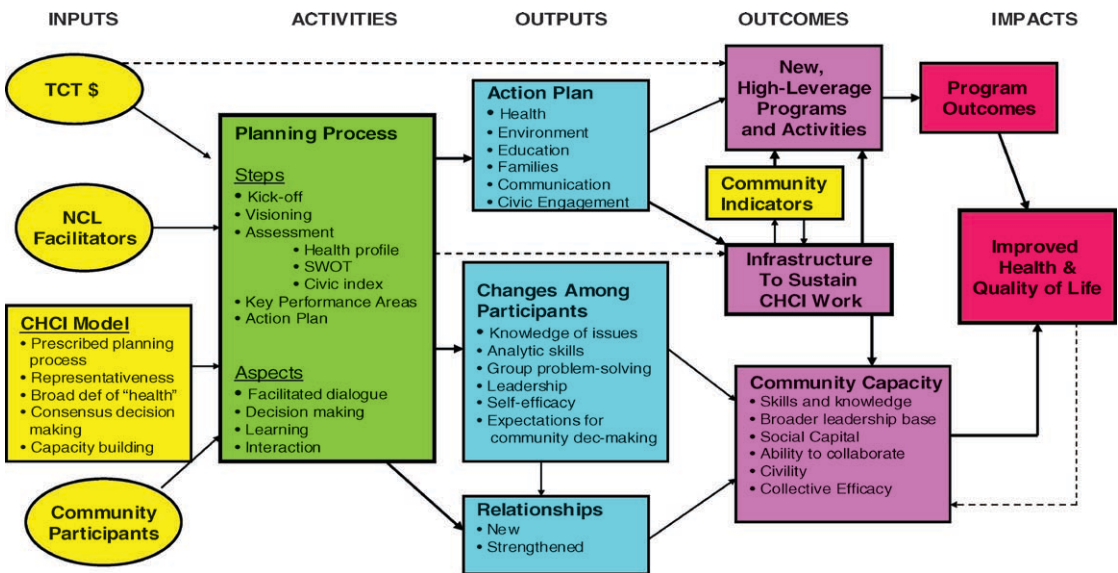 INPUTS
ACTIVITIES
OUTPUTS
OUTCOMES
IMPACTS
TCT $
NCL
Facilitators
CHCI Model
• Prescribed planning
process
• Representativeness
• Broad def of "health"
• Consensus decision
making
• Capacity building
Community
Participants
Planning Process
Steps
• Kick-off
• Visioning
• Assessment
• Health profile
• SWOT
• Civic index
• Key Performance Areas
• Action Plan
Aspects
• Facilitated dialogue
• Decision making
• Learning
• Interaction
Action Plan
• Health
• Environment
• Education
• Families
• Communication
• Civic Engagement
Changes Among
Participants
• Knowledge of issues
• Analytic skills
• Group problem-solving
• Leadership
• Self-efficacy
• Expectations for
community dec-making
Relationships
• New
• Strengthened
New,
High-Leverage
Programs
and Activities
Community
Indicators
Infrastructure
To Sustain
CHCI Work
Community Capacity
• Skills and knowledge
• Broader leadership base
• Social Capital
• Ability to collaborate
• Civility
• Collective Efficacy
Program
Outcomes
Improved
Health &
Quality of Life